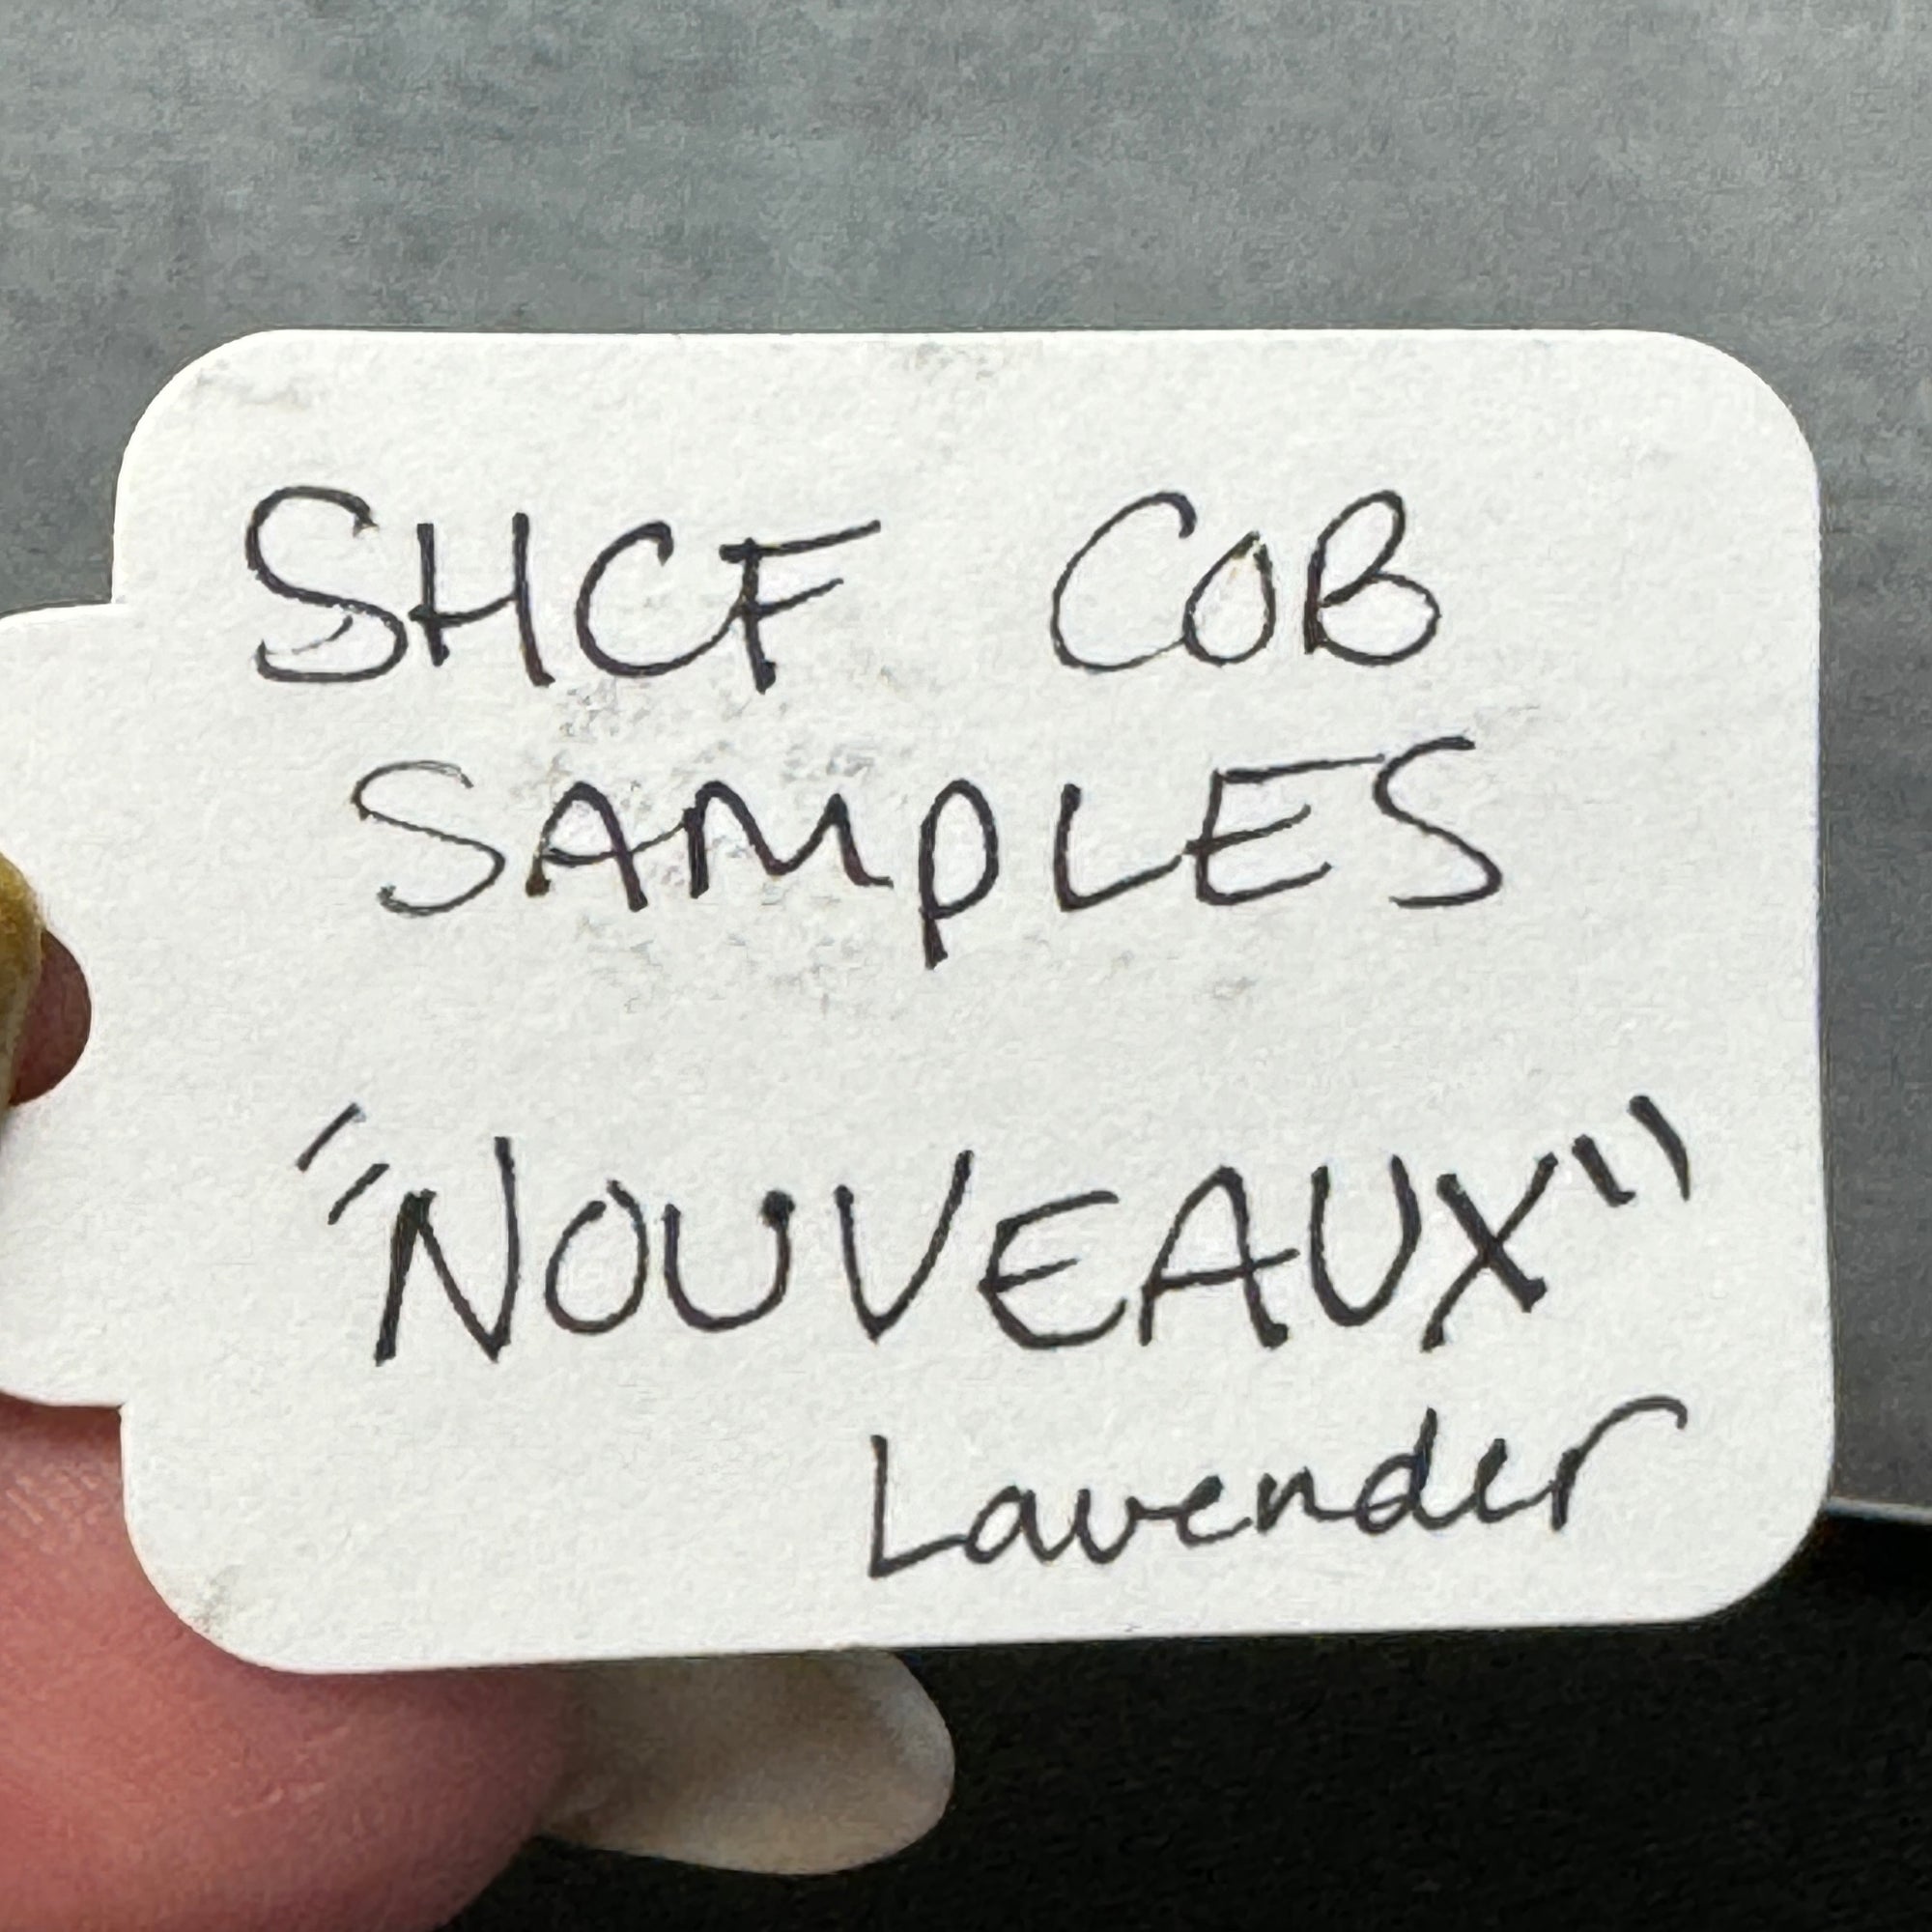 SHCF COB
SAMPLES
"NOUVEAUX"
Lavender